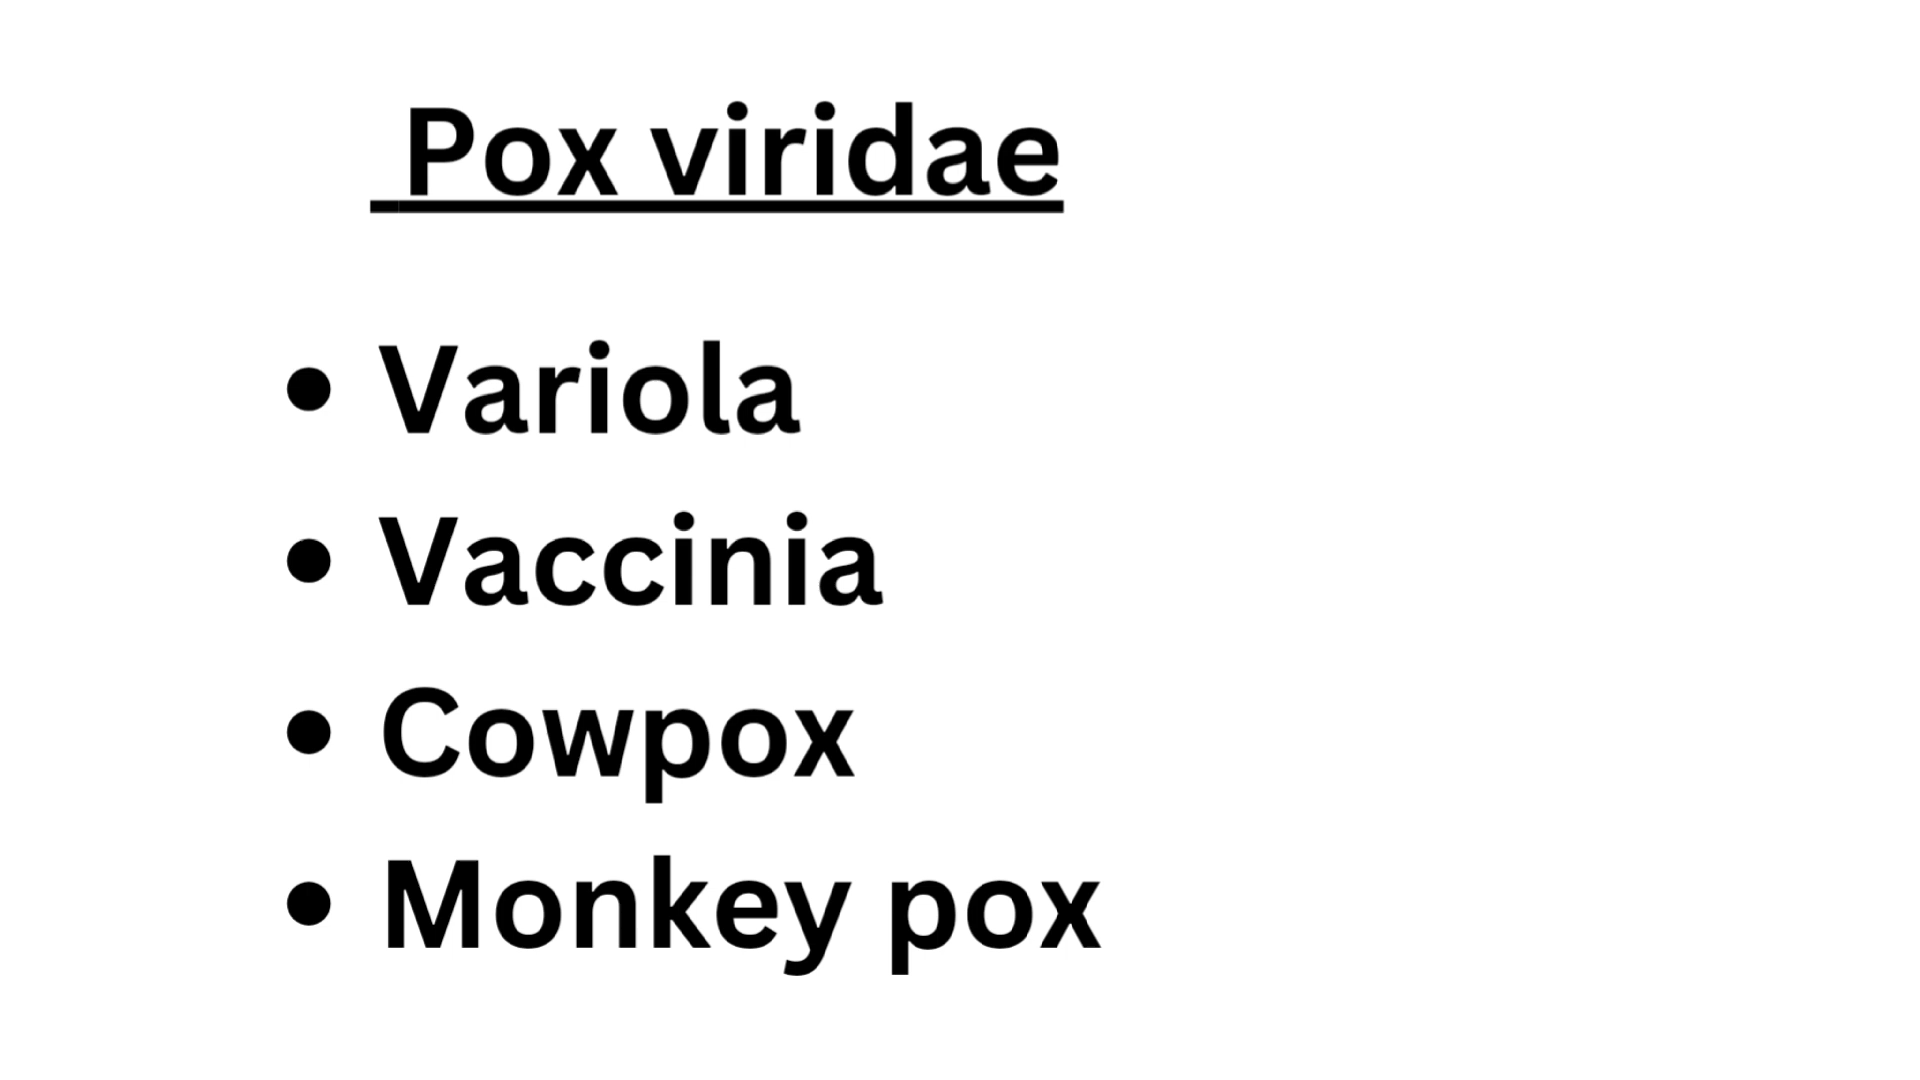 Pox viridae
• Variola
• Vaccinia
• Cowpox
• Monkey pox